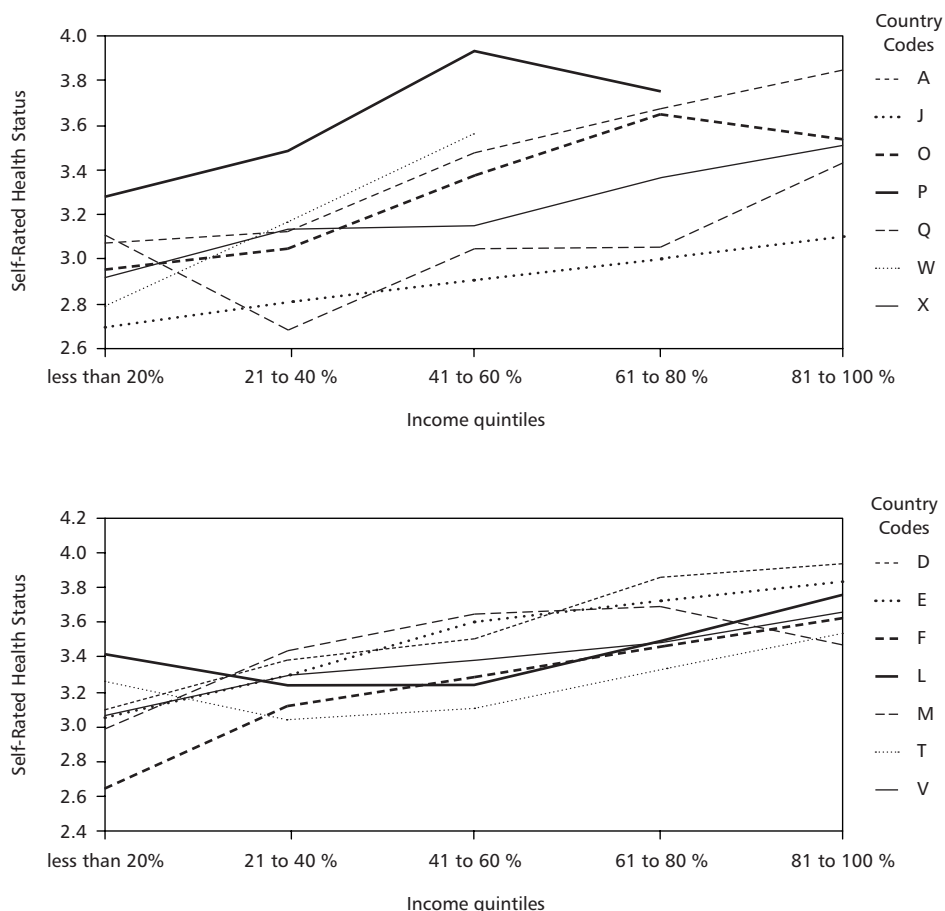 Country
Codes
A
J
O
P
Q
W
X
Self-Rated Health Status
4.0
3.8
3.6
3.4
3.2
3.0
2.8
2.6
less than 20% 21 to 40 % 41 to 60 % 61 to 80 % 81 to 100 %
Income quintiles
Country
Codes
D
E
F
L
M
T
V
Self-Rated Health Status
4.2
4.0
3.8
3.6
3.4
3.2
3.0
2.8
2.6
2.4
less than 20% 21 to 40 % 41 to 60 % 61 to 80 % 81 to 100 %
Income quintiles